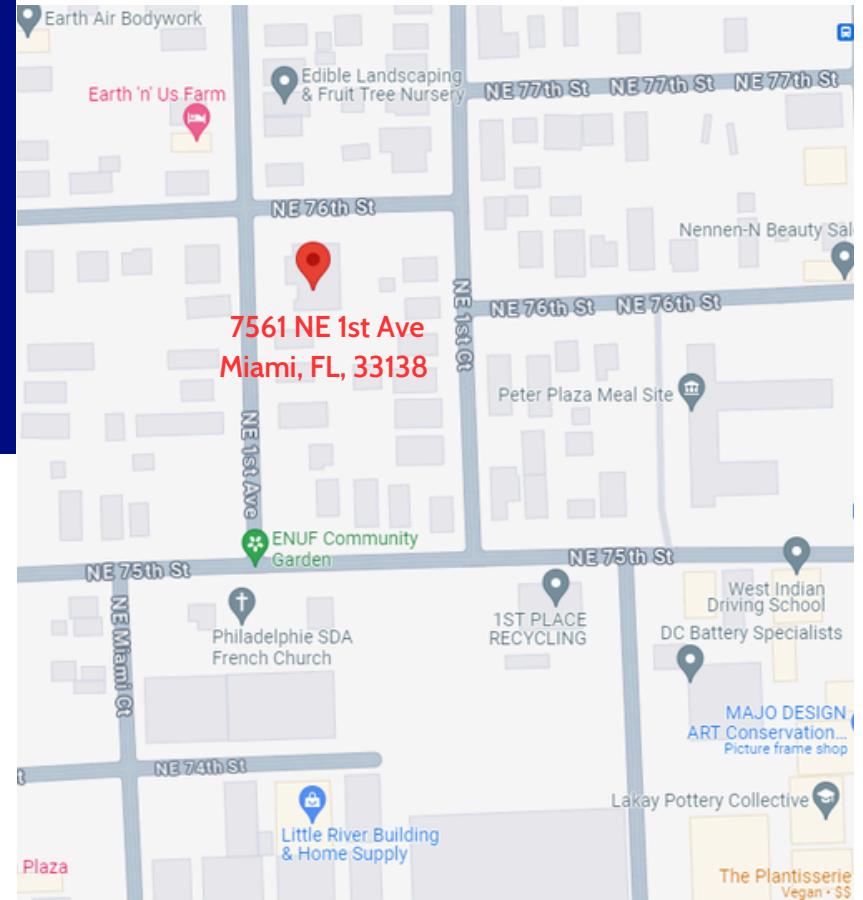 Earth Air Bodywork
Edible Landscaping
& Fruit Tree Nursery
Earth 'n' Us Farm
NE 77th St
NE 77th St
NE 77th St
NE 76th St
Nennen-N Beauty Sal
NE 1st Ct
NE 76th St
NE 76th St
7561 NE 1st Ave
Miami, FL, 33138
Peter Plaza Meal Site
NE 1st Ave
ENUF Community
Garden
NE 75th St
NE 75th St
West Indian
Driving School
NE Miami Ct
Philadelphie SDA
French Church
1ST PLACE
RECYCLING
DC Battery Specialists
MAJO DESIGN
ART Conservation...
Picture frame shop
t
NE 74th St
Lakay Pottery Collective
Little River Building
& Home Supply
Plaza
The Plantisserie
Vegan • $$